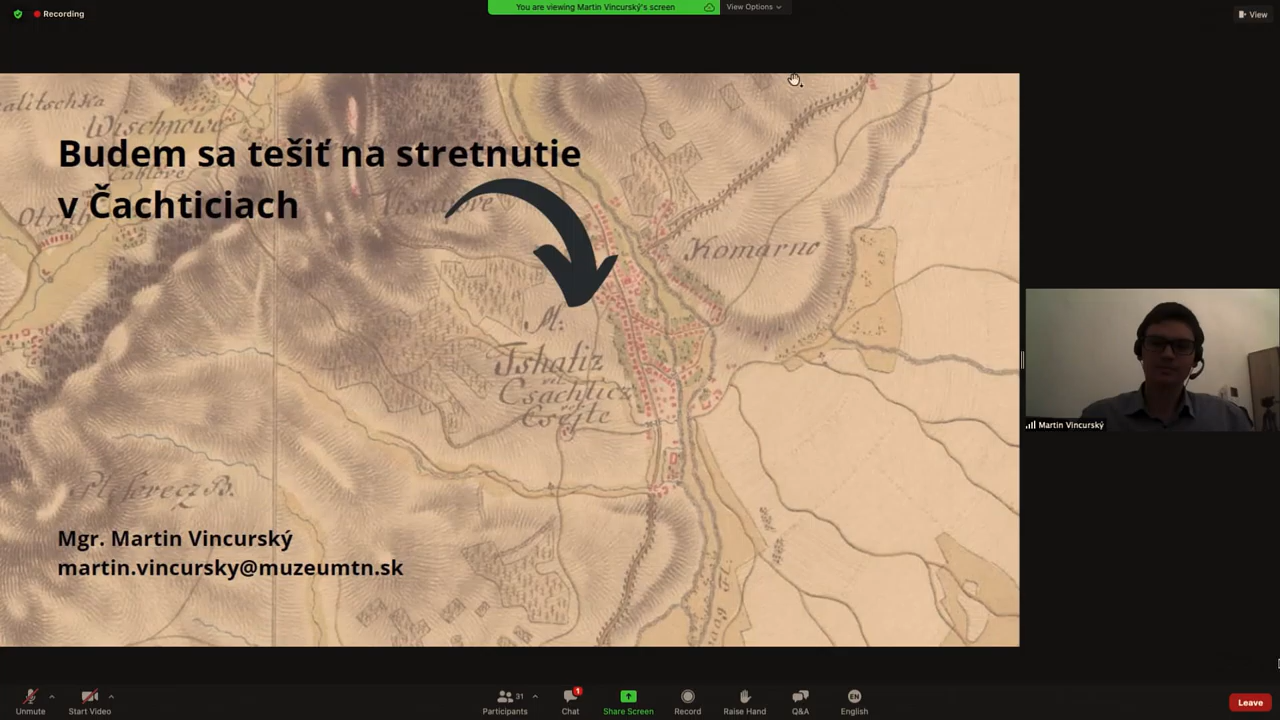 Recording
You are viewing Martin Vincurský's screen
View Options
View
Wischnowe
Budem sa tešiť na stretnutie
v Čachticiach
Komarno
M:
Tshatiz
vel
Csachticz
Csejte
Martin Vincurský
Mgr. Martin Vincurský
martin.vincursky@muzeumtn.sk
Unmute
Start Video
Participants
31
Chat
1
Share Screen
Record
Raise Hand
Q&A
EN
English
Leave